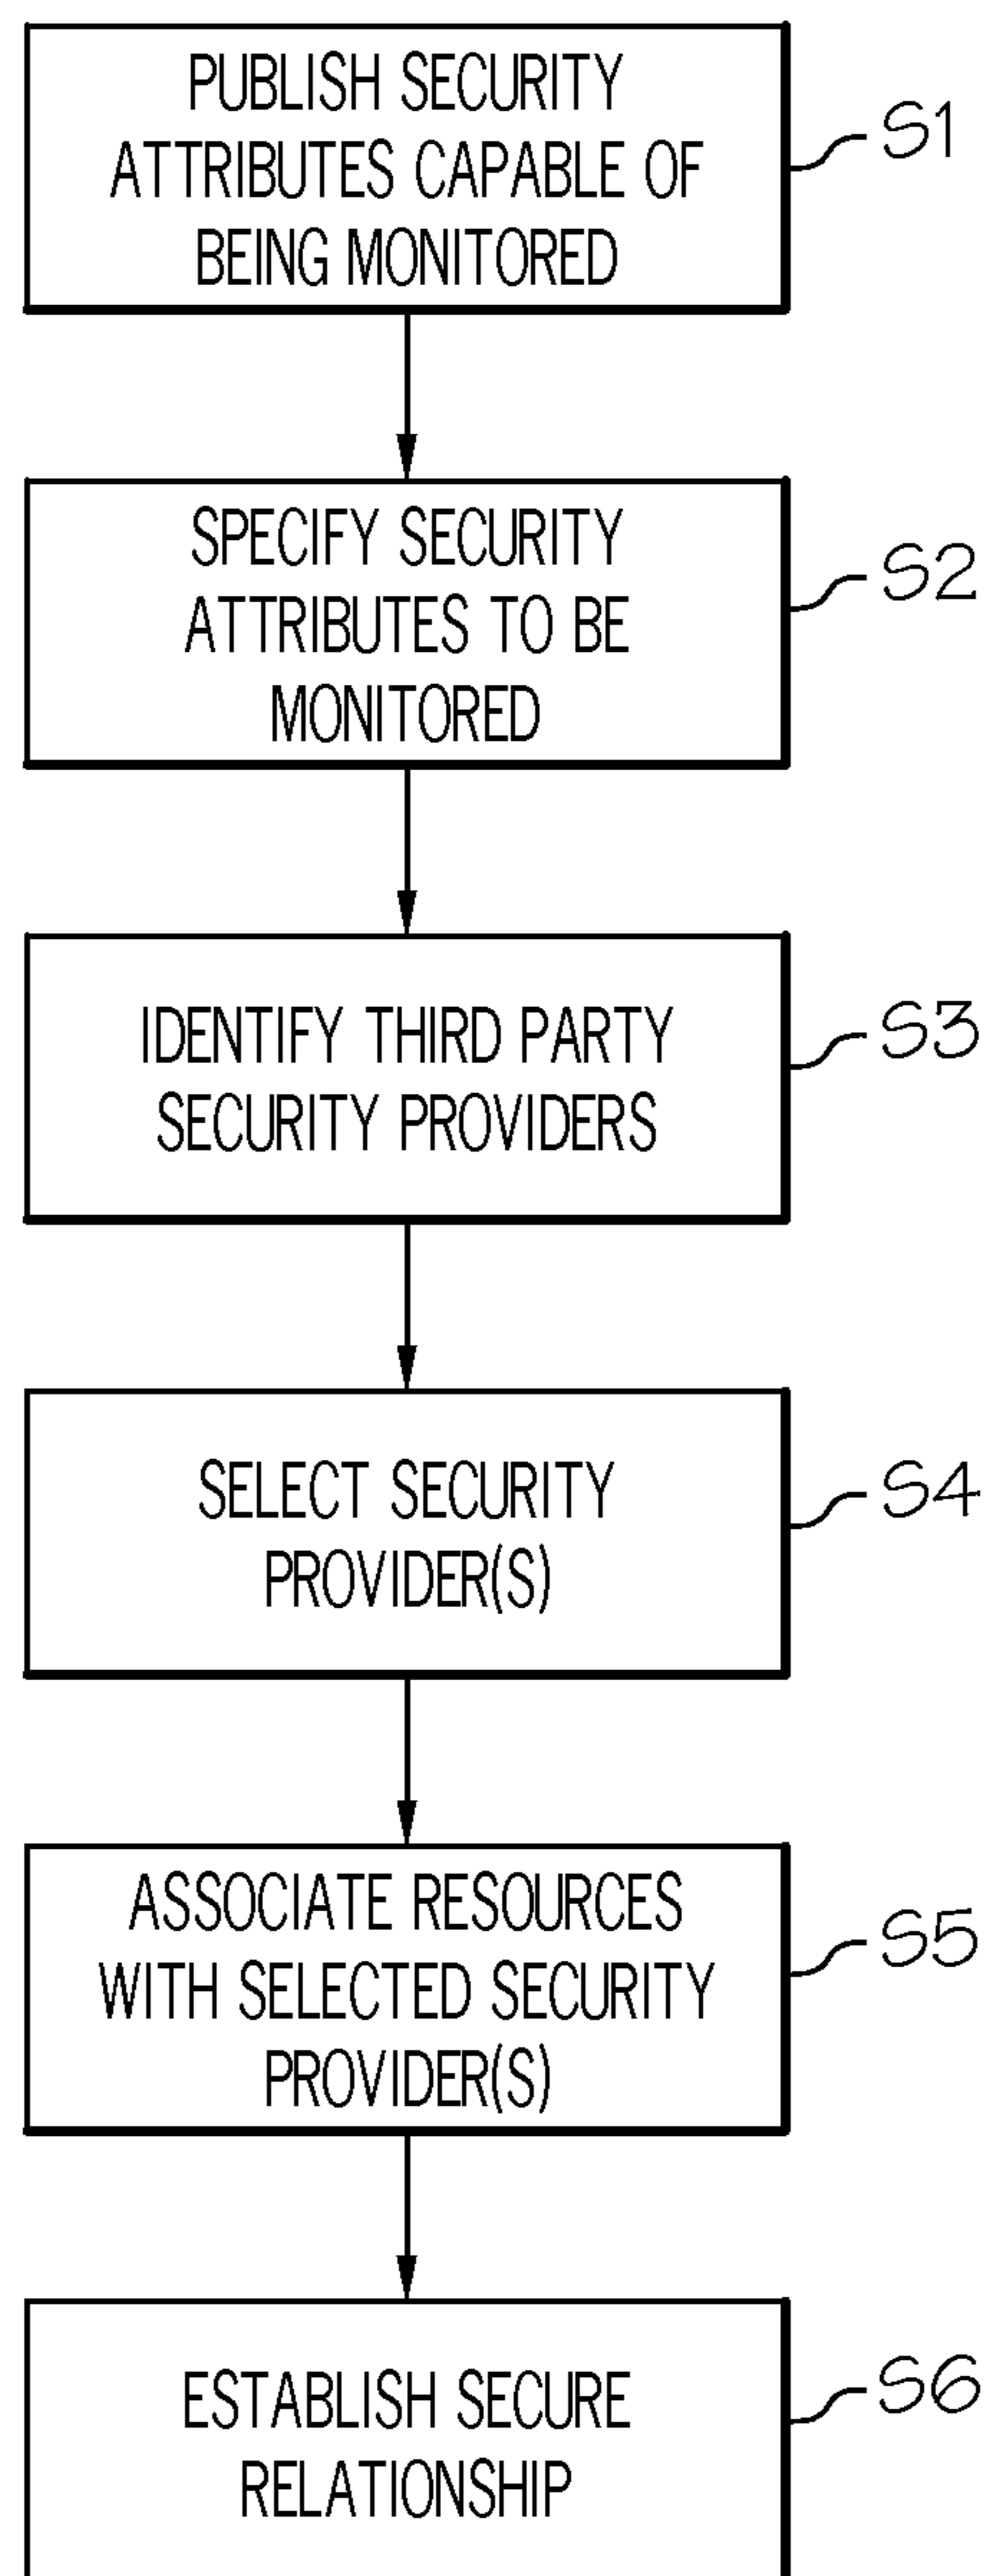 PUBLISH SECURITY
ATTRIBUTES CAPABLE OF
BEING MONITORED
S1
SPECIFY SECURITY
ATTRIBUTES TO BE
MONITORED
S2
IDENTIFY THIRD PARTY
SECURITY PROVIDERS
S3
SELECT SECURITY
PROVIDER(S)
S4
ASSOCIATE RESOURCES
WITH SELECTED SECURITY
PROVIDER(S)
S5
ESTABLISH SECURE
RELATIONSHIP
S6